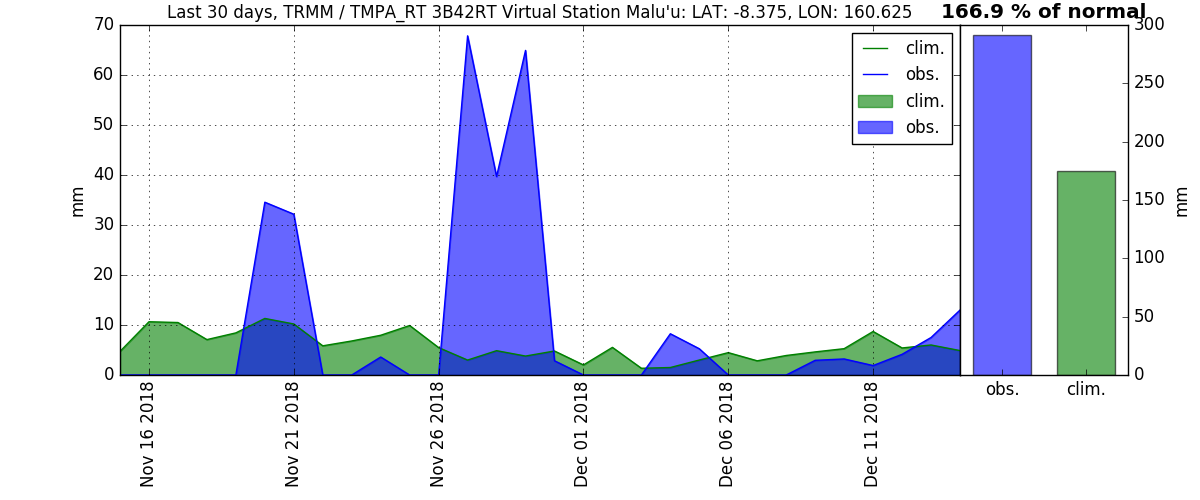 Last 30 days, TRMM / TMPA_RT 3B42RT Virtual Station Malu'u: LAT: -8.375, LON: 160.625
166.9 % of normal
70
60
50
40
30
20
10
0
mm
clim.
obs.
clim.
obs.
Nov 16 2018
Nov 21 2018
Nov 26 2018
Dec 01 2018
Dec 06 2018
Dec 11 2018
300
250
200
150
100
50
0
mm
obs.
clim.